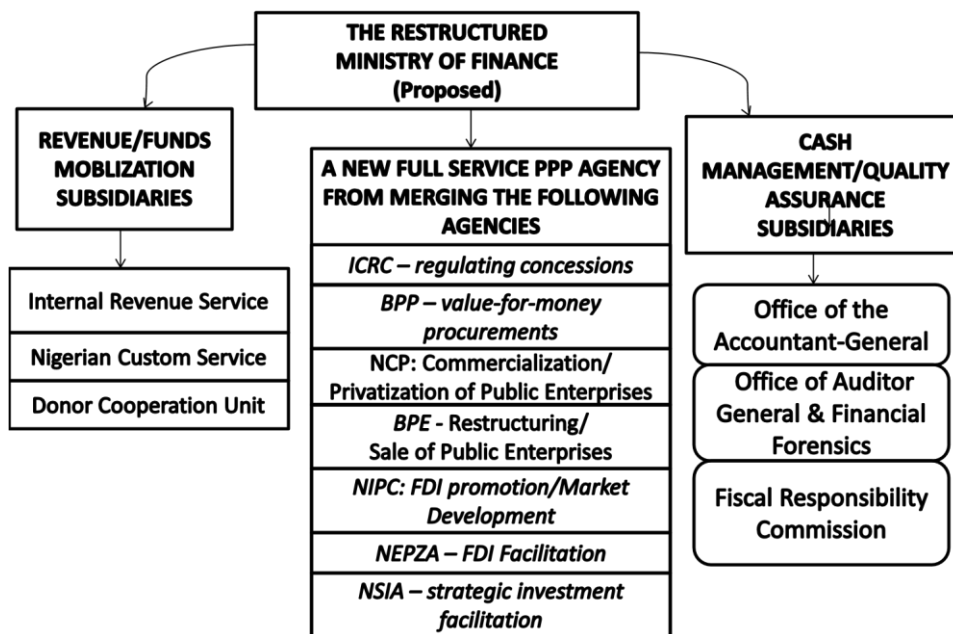 THE RESTRUCTURED
MINISTRY OF FINANCE
(Proposed)
REVENUE/FUNDS
MOBLIZATION
SUBSIDIARIES
Internal Revenue Service
Nigerian Custom Service
Donor Cooperation Unit
A NEW FULL SERVICE PPP AGENCY
FROM MERGING THE FOLLOWING
AGENCIES
ICRC – regulating concessions
BPP – value-for-money
procurements
NCP: Commercialization/
Privatization of Public Enterprises
BPE - Restructuring/
Sale of Public Enterprises
NIPC: FDI promotion/Market
Development
NEPZA – FDI Facilitation
NSIA – strategic investment
facilitation
CASH
MANAGEMENT/QUALITY
ASSURANCE
SUBSIDIARIES
Office of the
Accountant-General
Office of Auditor
General & Financial
Forensics
Fiscal Responsibility
Commission